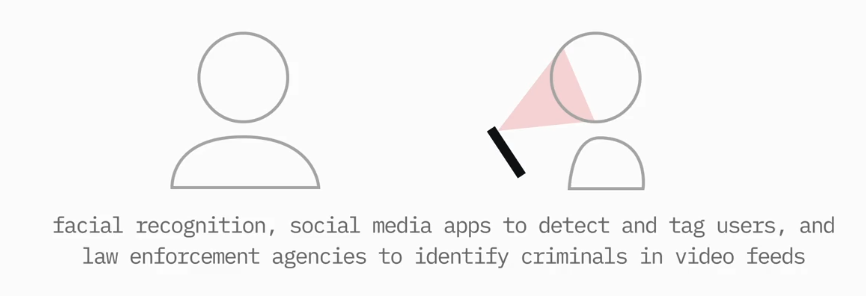 facial recognition, social media apps to detect and tag users, and
law enforcement agencies to identify criminals in video feeds